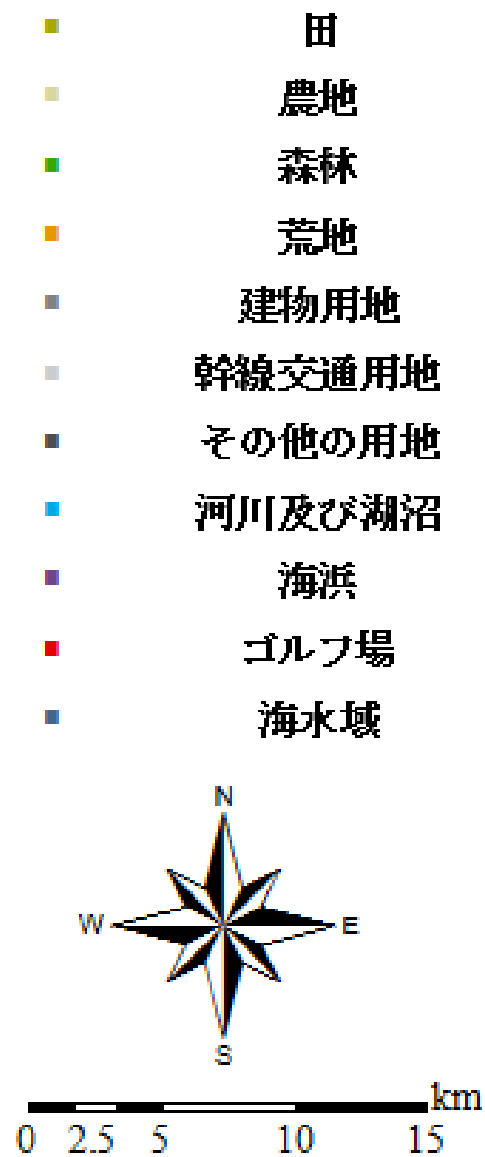 田
農地
森林
荒地
建物用地
幹線交通用地
その他の用地
河川及び湖沼
海浜
ゴルフ場
海水域
N
W E
S
km
0 2.5 5 10 15